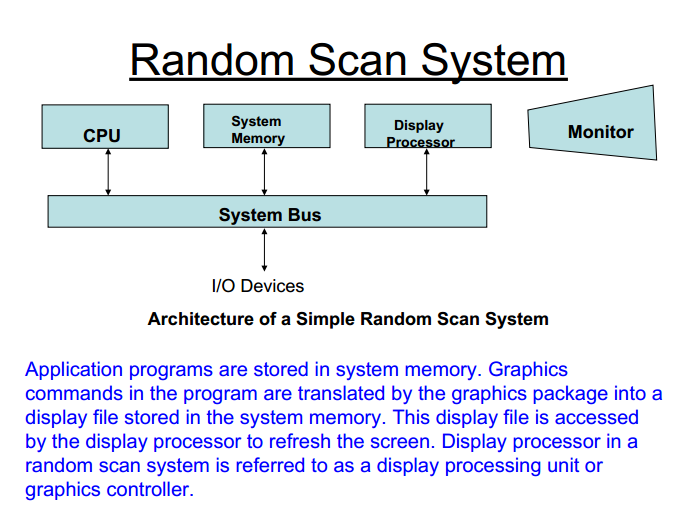 Random Scan System
CPU
System
Memory
Display
Processor
Monitor
System Bus
I/O Devices
Architecture of a Simple Random Scan System
Application programs are stored in system memory. Graphics
commands in the program are translated by the graphics package into a
display file stored in the system memory. This display file is accessed
by the display processor to refresh the screen. Display processor in a
random scan system is referred to as a display processing unit or
graphics controller.